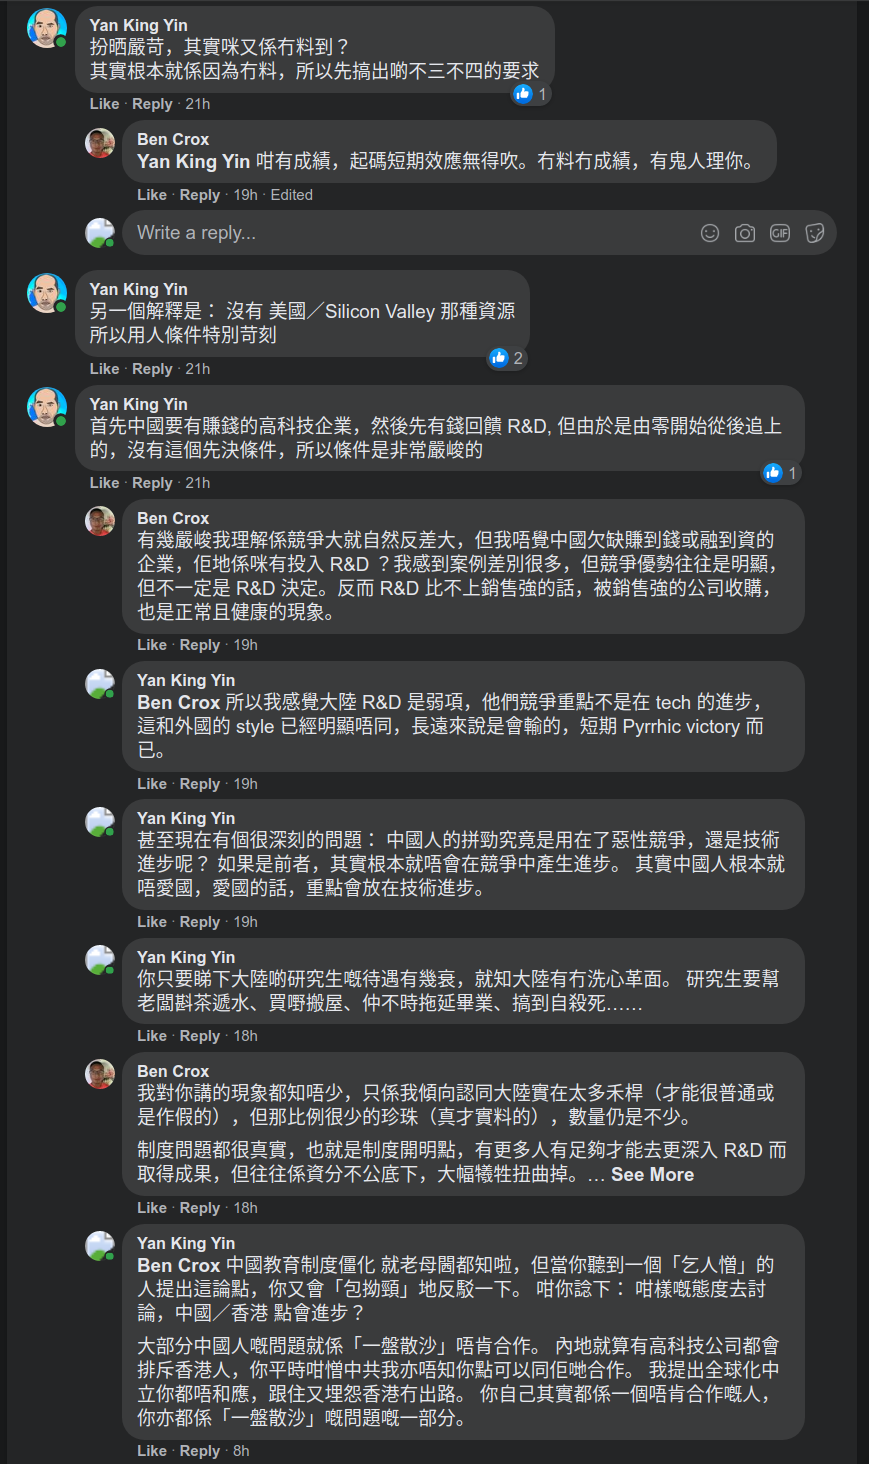 Yan King Yin
扮晒嚴苛，其實咪又係冇料到？
其實根本就係因為冇料，所以先搞出啲不三不四的要求
1
Like · Reply · 21h
Ben Crox
Yan King Yin 咁有成績，起碼短期效應無得吹。冇料冇成績，有鬼人理你。
Like · Reply · 19h · Edited
Write a reply...
GIF
Yan King Yin
另一個解釋是： 沒有 美國／Silicon Valley 那種資源
所以用人條件特別苛刻
2
Like · Reply · 21h
Yan King Yin
首先中國要有賺錢的高科技企業，然後先有錢回饋 R&D, 但由於是由零開始從後追上
的，沒有這個先決條件，所以條件是非常嚴峻的
1
Like · Reply · 21h
Ben Crox
有幾嚴峻我理解係競爭大就自然反差大，但我唔覺中國欠缺賺到錢或融到資的
企業，佢地係咪有投入 R&D ？我感到案例差別很多，但競爭優勢往往是明顯，
但不一定是 R&D 決定。反而 R&D 比不上銷售強的話，被銷售強的公司收購，
也是正常且健康的現象。
Like · Reply · 19h
Yan King Yin
Ben Crox 所以我感覺大陸 R&D 是弱項，他們競爭重點不是在 tech 的進步，
這和外國的 style 已經明顯唔同，長遠來說是會輸的，短期 Pyrrhic victory 而
已。
Like · Reply · 19h
Yan King Yin
甚至現在有個很深刻的問題： 中國人的拼勁究竟是用在了惡性競爭，還是技術
進步呢？ 如果是前者，其實根本就唔會在競爭中產生進步。 其實中國人根本就
唔愛國，愛國的話，重點會放在技術進步。
Like · Reply · 19h
Yan King Yin
你只要睇下大陸啲研究生嘅待遇有幾衰，就知大陸有冇洗心革面。 研究生要幫
老闆斟茶遞水、買嘢搬屋、仲不時拖延畢業、搞到自殺死……
Like · Reply · 18h
Ben Crox
我對你講的現象都知唔少，只係我傾向認同大陸實在太多禾桿（才能很普通或
是作假的），但那比例很少的珍珠（真才實料的），數量仍是不少。
制度問題都很真實，也就是制度開明點，有更多人有足夠才能去更深入 R&D 而
取得成果，但往往係資分不公底下，大幅犧牲扭曲掉。... See More
Like · Reply · 18h
Yan King Yin
Ben Crox 中國教育制度僵化 就老母閪都知啦，但當你聽到一個「乞人憎」的
人提出這論點，你又會「包拗頸」地反駁一下。 咁你諗下： 咁樣嘅態度去討
論，中國／香港 點會進步？
大部分中國人嘅問題就係「一盤散沙」唔肯合作。 內地就算有高科技公司都會
排斥香港人，你平時咁憎中共我亦唔知你點可以同佢哋合作。 我提出全球化中
立你都唔和應，跟住又埋怨香港冇出路。 你自己其實都係一個唔肯合作嘅人，
你亦都係「一盤散沙」嘅問題嘅一部分。
Like · Reply · 8h